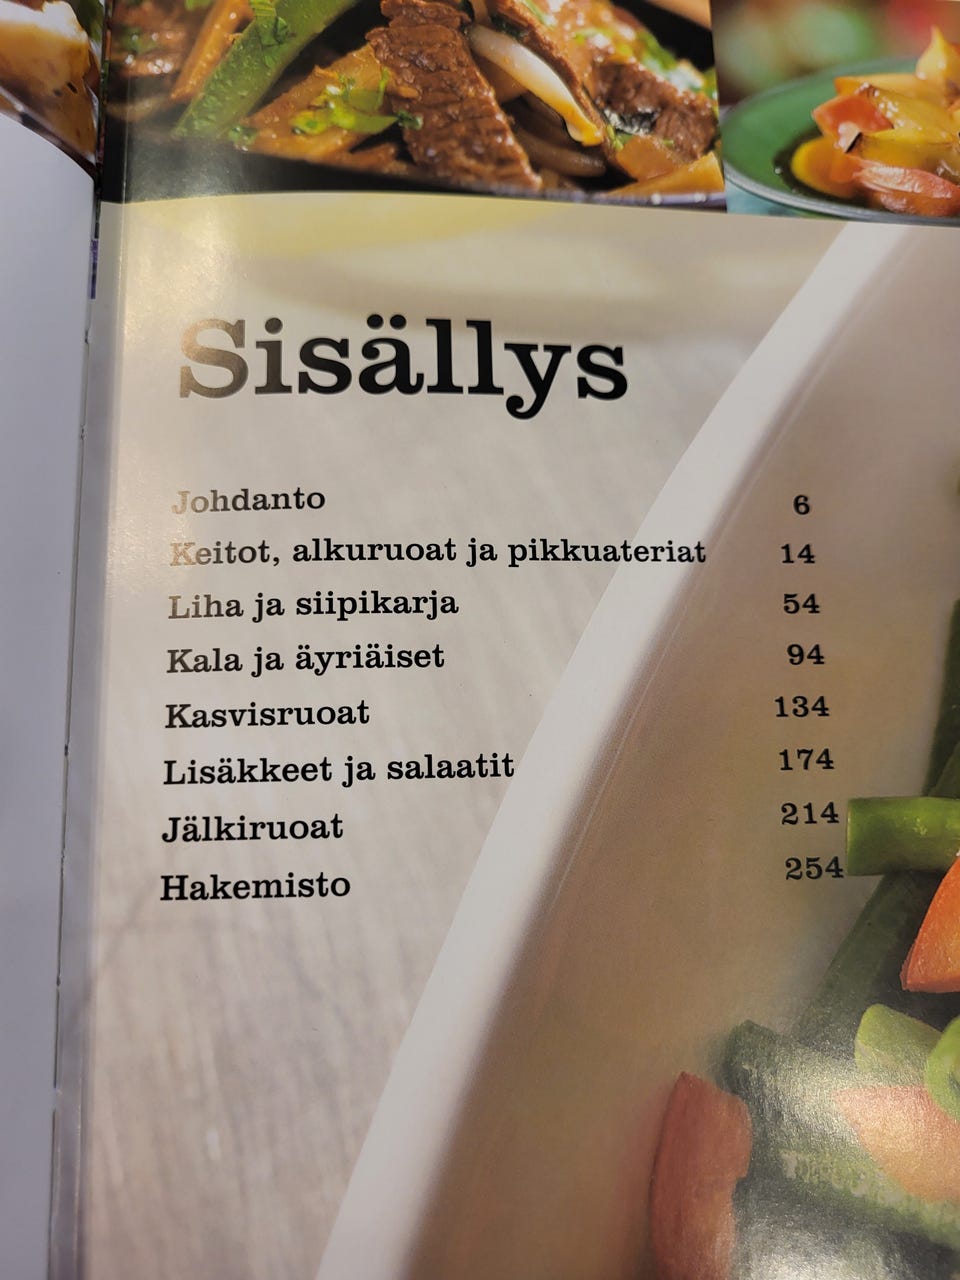 Sisällys
Johdanto 6
Keitot, alkuruoat ja pikkuateriat 14
Liha ja siipikarja 54
Kala ja äyriäiset 94
Kasvisruoat 134
Lisäkkeet ja salaatit 174
Jälkiruoat 214
Hakemisto 254